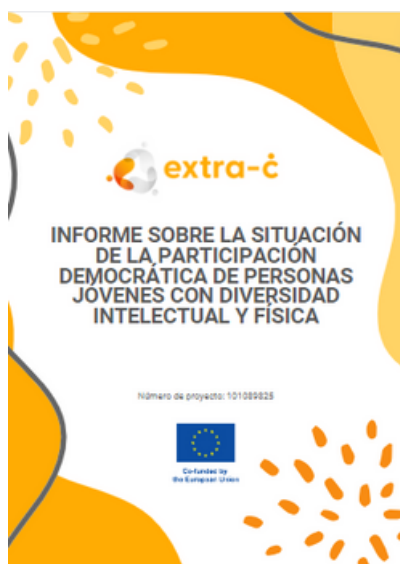 extra-ċ
INFORME SOBRE LA SITUACIÓN
DE LA PARTICIPACIÓN
DEMOCRÁTICA DE PERSONAS
JÓVENES CON DIVERSIDAD
INTELECTUAL Y FÍSICA
Número de proyecto: 101089825
Co-funded by
the European Union